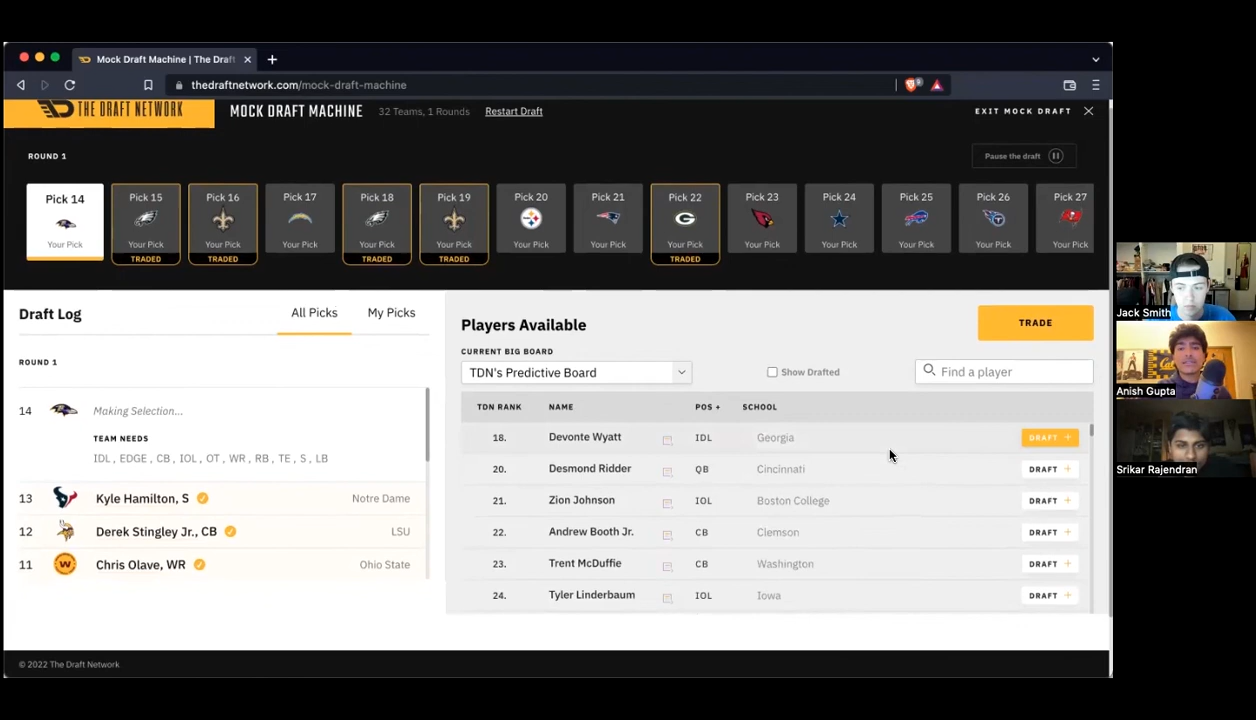 Mock Draft Machine | The Draft
thedraftnetwork.com/mock-draft-machine
THE DRAFT NETWORK
MOCK DRAFT MACHINE
32 Teams, 1 Rounds
Restart Draft
EXIT MOCK DRAFT
ROUND 1
Pause the draft
Pick 14
Your Pick
Pick 15
Your Pick
TRADED
Pick 16
Your Pick
TRADED
Pick 17
Your Pick
Pick 18
Your Pick
TRADED
Pick 19
Your Pick
TRADED
Pick 20
Your Pick
Pick 21
Your Pick
Pick 22
Your Pick
TRADED
Pick 23
Your Pick
Pick 24
Your Pick
Pick 25
Your Pick
Pick 26
Your Pick
Pick 27
Your Pick
Draft Log
All Picks
My Picks
ROUND 1
14 Making Selection...
TEAM NEEDS
IDL , EDGE , CB , IOL , OT , WR , RB , TE , S , LB
13 Kyle Hamilton, S Notre Dame
12 Derek Stingley Jr., CB LSU
11 W Chris Olave, WR Ohio State
Players Available
TRADE
CURRENT BIG BOARD
TDN's Predictive Board
Show Drafted
Find a player
TDN RANK NAME POS + SCHOOL
18. Devonte Wyatt IDL Georgia DRAFT +
20. Desmond Ridder QB Cincinnati DRAFT +
21. Zion Johnson IOL Boston College DRAFT +
22. Andrew Booth Jr. CB Clemson DRAFT +
23. Trent McDuffie CB Washington DRAFT +
24. Tyler Linderbaum IOL Iowa DRAFT +
© 2022 The Draft Network
Jack Smith
Cal
Anish Gupta
Srikar Rajendran